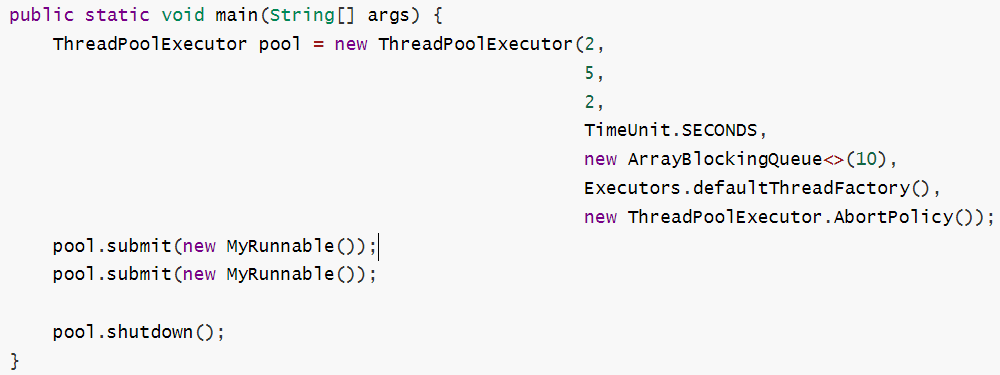 public static void main(String[] args) {
    ThreadPoolExecutor pool = new ThreadPoolExecutor(2,
                                                     5,
                                                     2,
                                                     TimeUnit.SECONDS,
                                                     new ArrayBlockingQueue<>(10),
                                                     Executors.defaultThreadFactory(),
                                                     new ThreadPoolExecutor.AbortPolicy());
    pool.submit(new MyRunnable());
    pool.submit(new MyRunnable());

    pool.shutdown();
}